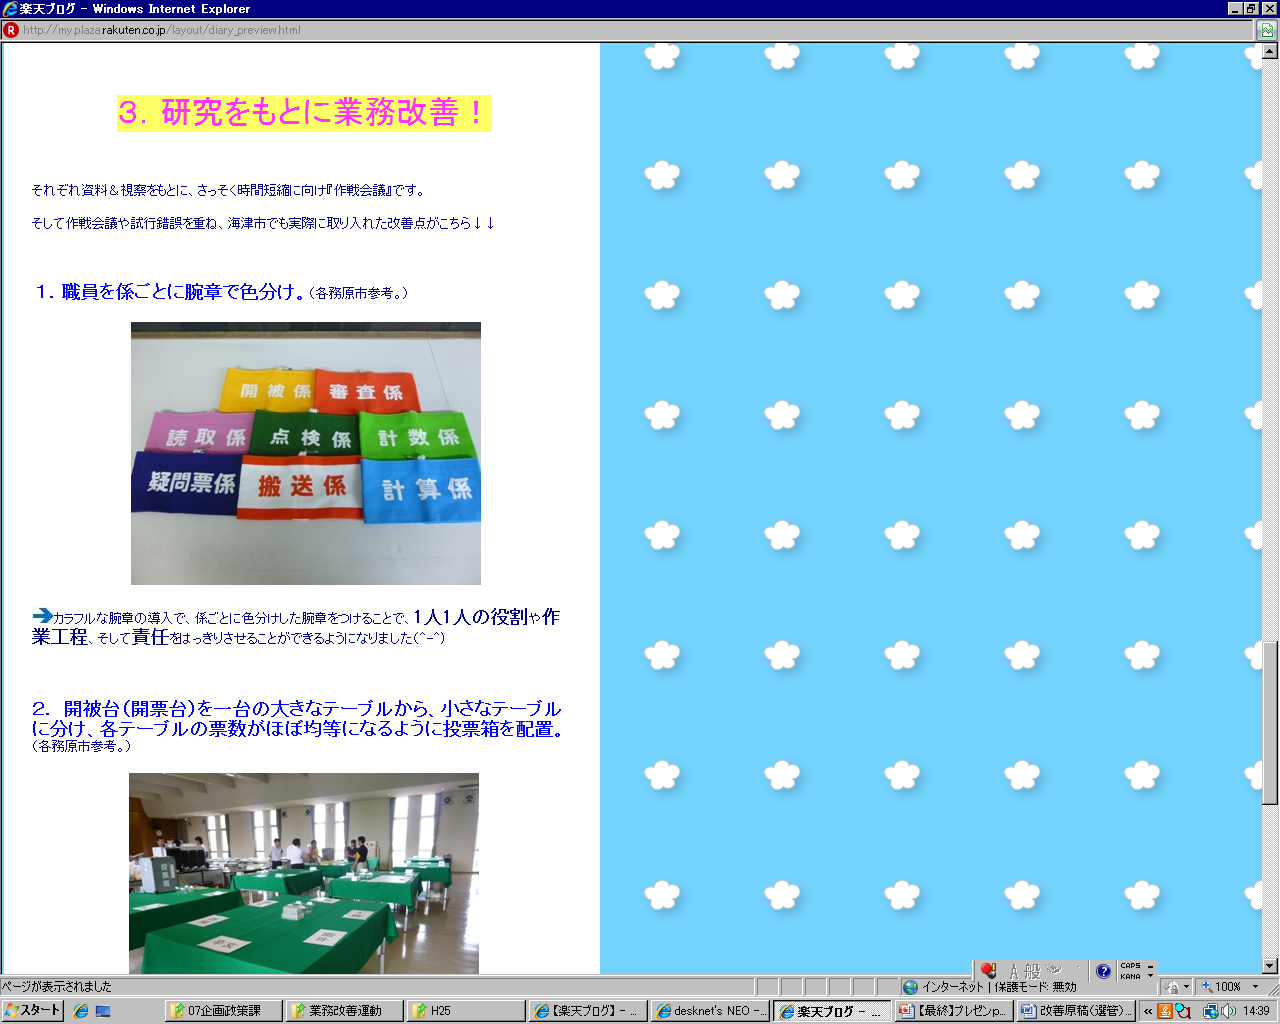 楽天ブログ - Windows Internet Explorer
http://my.plaza.rakuten.co.jp/layout/diary_preview.html
３．研究をもとに業務改善！
それぞれ資料＆視察をもとに、さっそく時間短縮に向け『作戦会議』です。
そして作戦会議や試行錯誤を重ね、海津市でも実際に取り入れた改善点がこちら↓↓
１．職員を係ごとに腕章で色分け。（各務原市参考。）
開被係 審査係
読取係 点検係 計数係
疑問票係 搬送係 計算係
カラフルな腕章の導入で、係ごとに色分けした腕章をつけることで、1人1人の役割や作
業工程、そして責任をはっきりさせることができるようになりました(^-^)
２． 開被台（開票台）を一台の大きなテーブルから、小さなテーブル
に分け、各テーブルの票数がほぼ均等になるように投票箱を配置。
（各務原市参考。）
投票箱
A 般
CAPS
KANA
ページが表示されました
インターネット | 保護モード: 無効
100%
スタート
07企画政策課
業務改善運動
H25
【楽天ブログ】 - ...
desknet's NEO -...
楽天ブログ - ...
【最終】プレゼンp...
改善原稿（選管）...
14:39